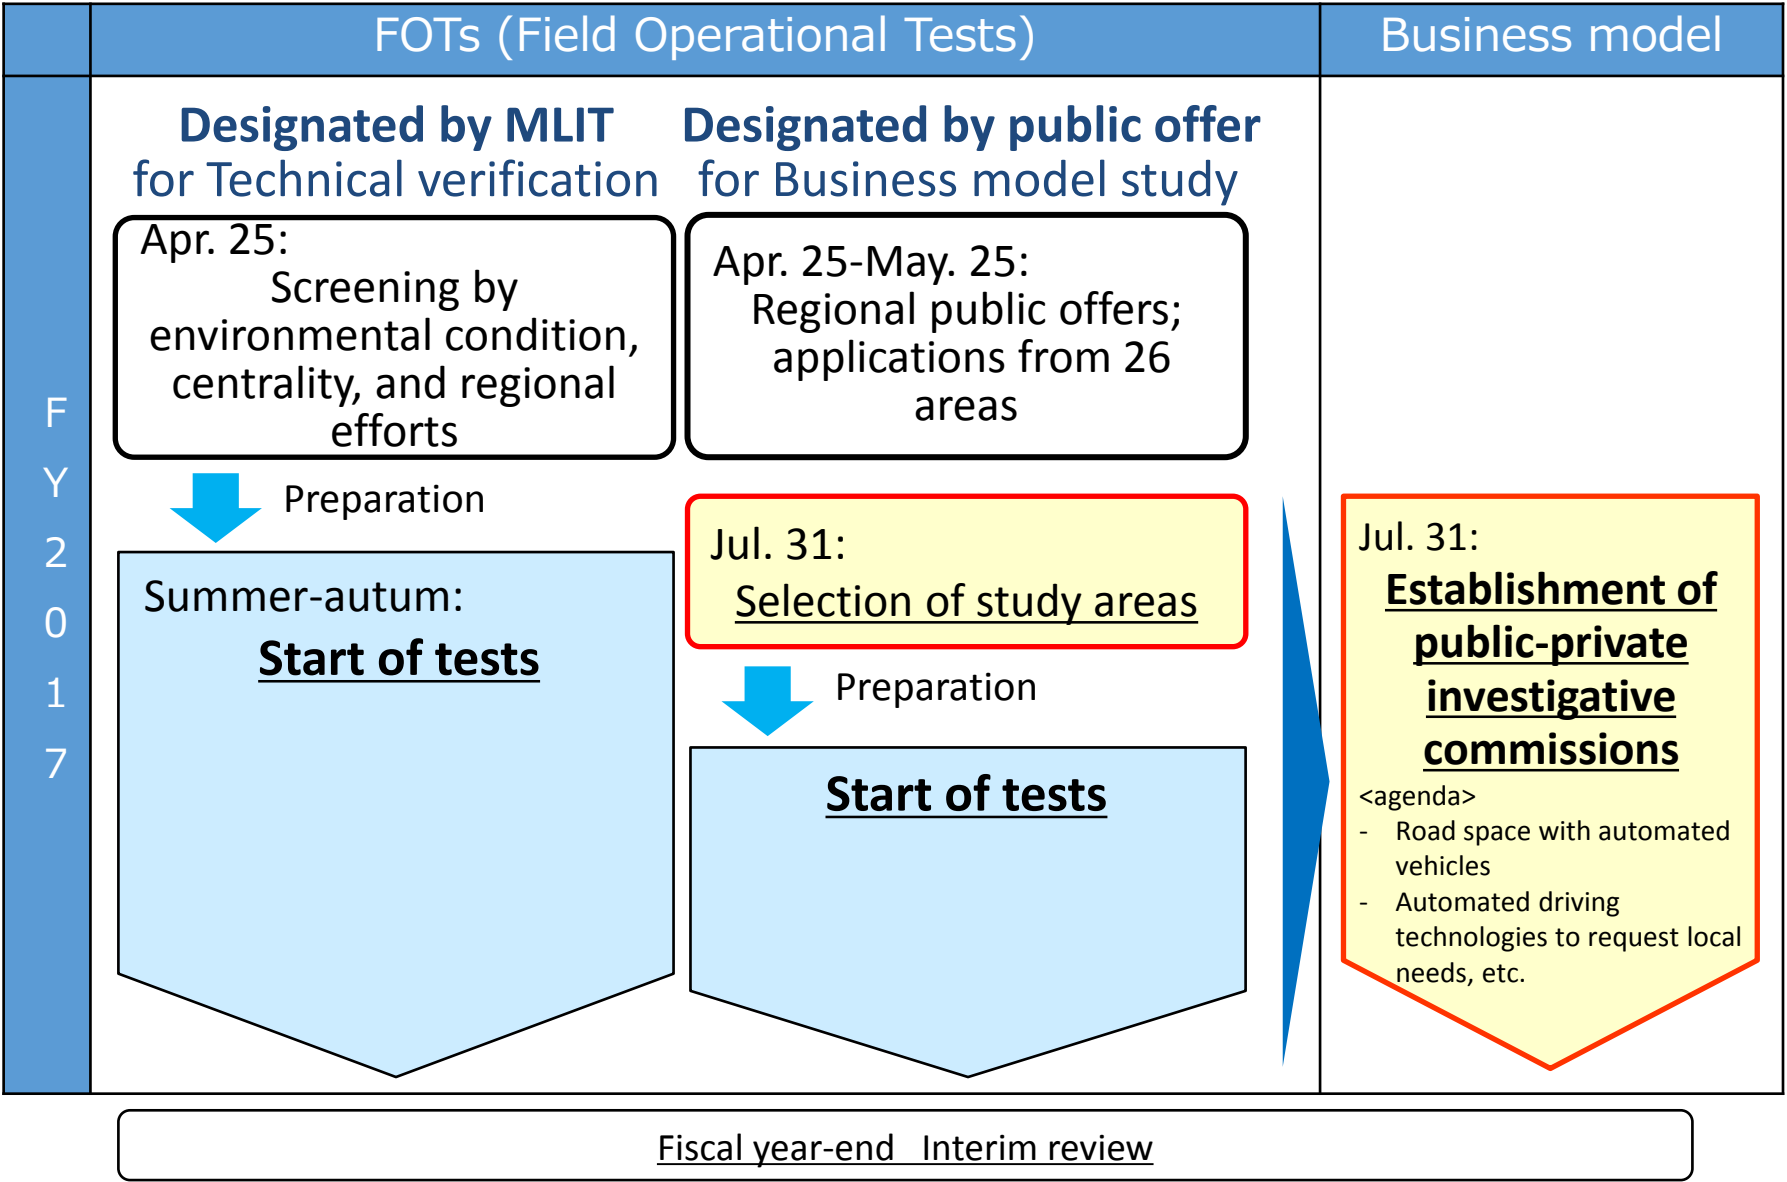 FOTs (Field Operational Tests)
Business model
F
Y
2
0
1
7
Designated by MLIT
for Technical verification
Apr. 25:
Screening by
environmental condition,
centrality, and regional
efforts
Preparation
Summer-autum:
Start of tests
Designated by public offer
for Business model study
Apr. 25-May. 25:
Regional public offers;
applications from 26
areas
Jul. 31:
Selection of study areas
Preparation
Start of tests
Jul. 31:
Establishment of
public-private
investigative
commissions
<agenda>
- Road space with automated
vehicles
- Automated driving
technologies to request local
needs, etc.
Fiscal year-end Interim review